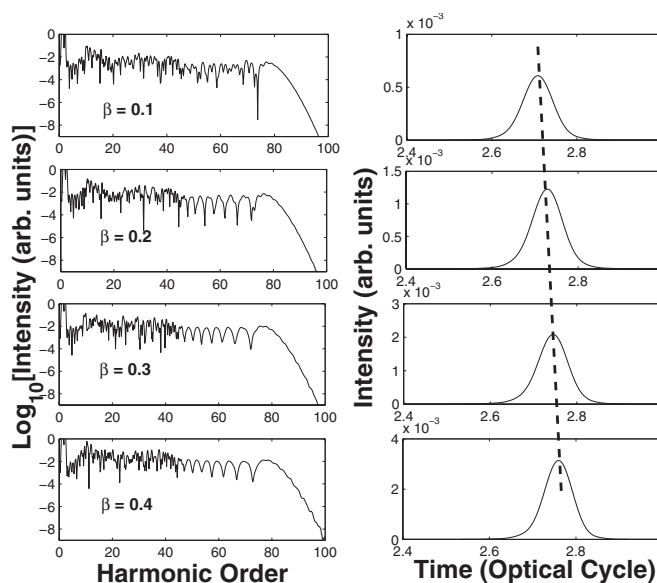 Log10[Intensity (arb. units)]
0
−2
−4
−6
−8
0 20 40 60 80 100
β = 0.1
0
−2
−4
−6
−8
0 20 40 60 80 100
β = 0.2
0
−2
−4
−6
−8
0 20 40 60 80 100
β = 0.3
0
−2
−4
−6
−8
0 20 40 60 80 100
β = 0.4
Harmonic Order
Intensity (arb. units)
x 10−3
1
0.5
0
2.4 2.6 2.8
x 10−3
1.5
1
0.5
0
2.4 2.6 2.8
x 10−3
3
2
1
0
2.4 2.6 2.8
x 10−3
4
2
0
2.4 2.6 2.8
Time (Optical Cycle)